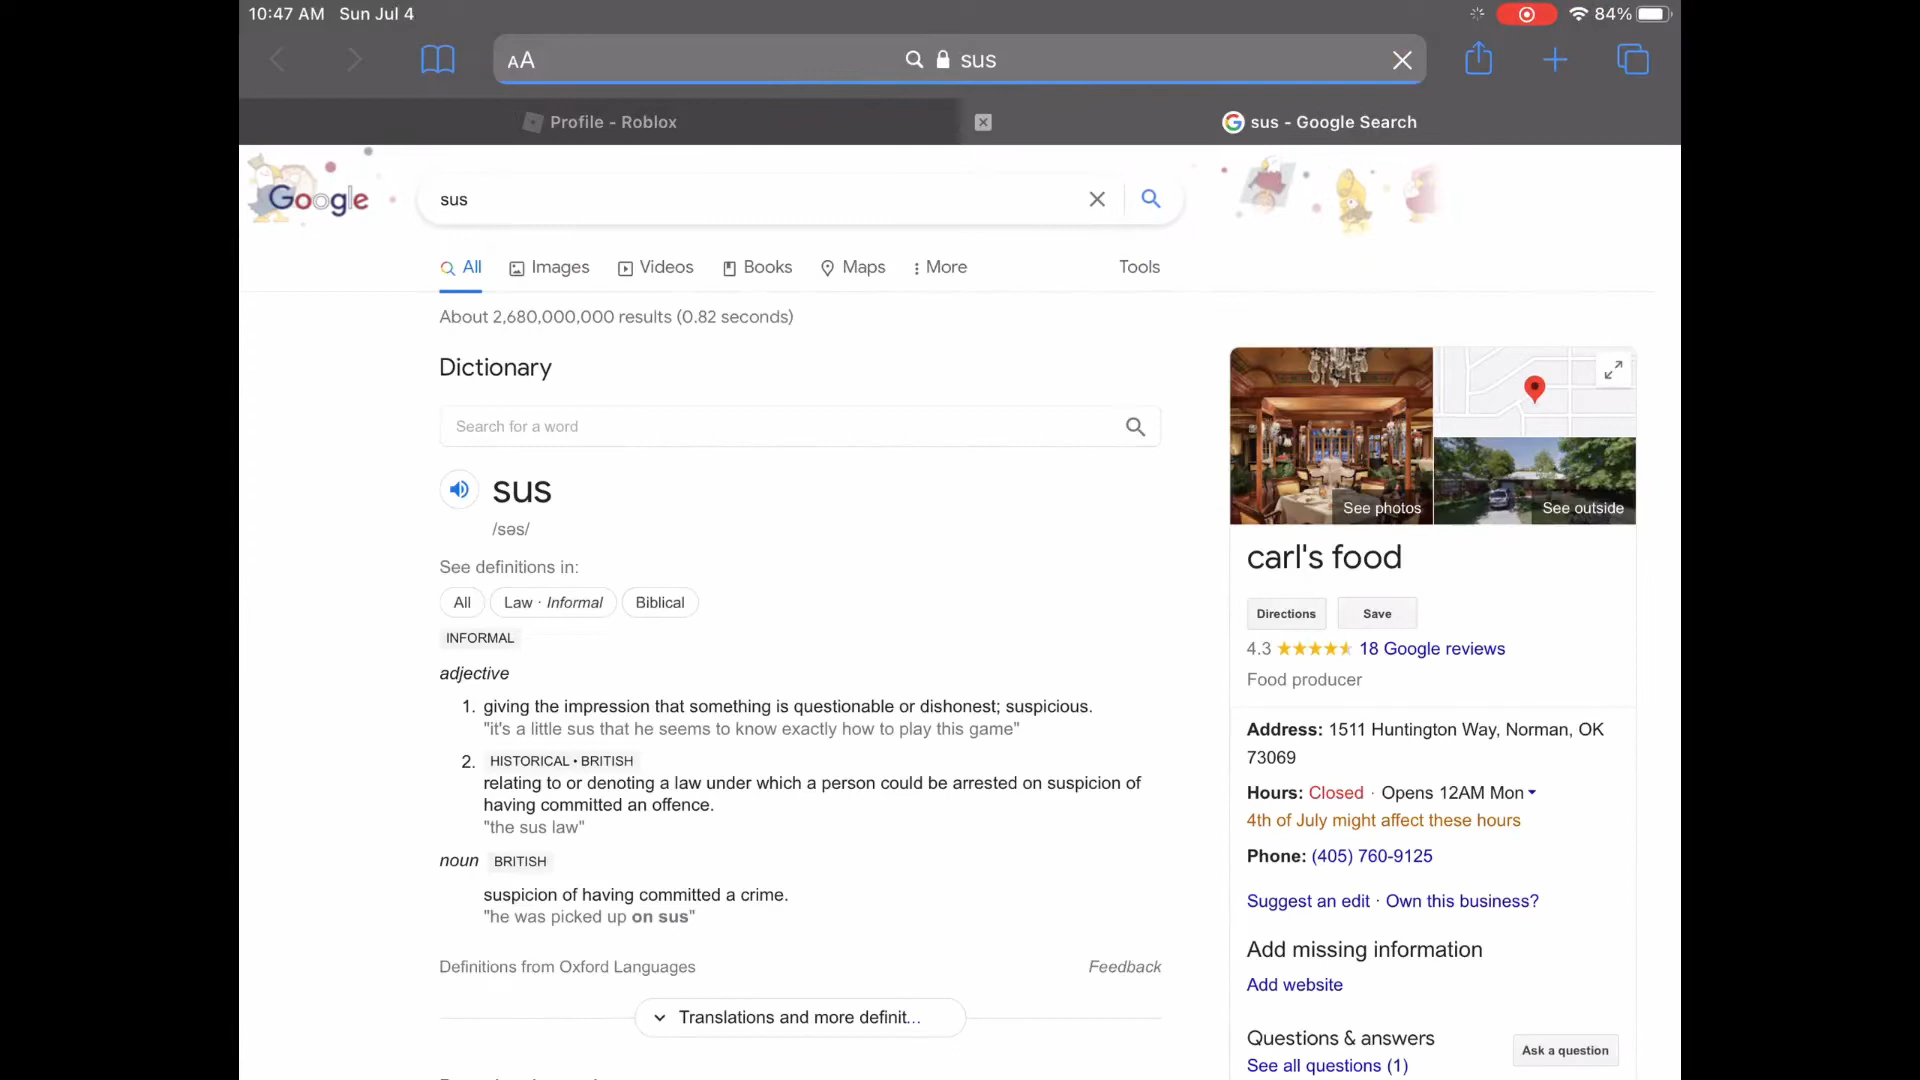 10:47 AM Sun Jul 4
84%
AA
sus
Profile - Roblox
sus - Google Search
Google
sus
All
Images
Videos
Books
Maps
More
Tools
About 2,680,000,000 results (0.82 seconds)
Dictionary
Search for a word
sus
/səs/
See definitions in:
All
Law · Informal
Biblical
INFORMAL
adjective
1. giving the impression that something is questionable or dishonest; suspicious.
"it's a little sus that he seems to know exactly how to play this game"
2. HISTORICAL • BRITISH
relating to or denoting a law under which a person could be arrested on suspicion of
having committed an offence.
"the sus law"
noun BRITISH
suspicion of having committed a crime.
"he was picked up on sus"
Definitions from Oxford Languages
Feedback
Translations and more definit...
See photos
See outside
carl's food
Directions
Save
4.3 18 Google reviews
Food producer
Address: 1511 Huntington Way, Norman, OK
73069
Hours: Closed · Opens 12AM Mon
4th of July might affect these hours
Phone: (405) 760-9125
Suggest an edit · Own this business?
Add missing information
Add website
Questions & answers
See all questions (1)
Ask a question